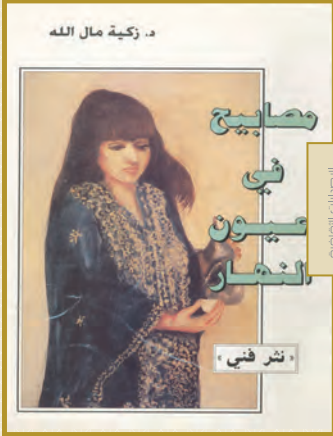 د. زكية مال الله
مصابيح
في
عيون
النهار
« نثر فني »